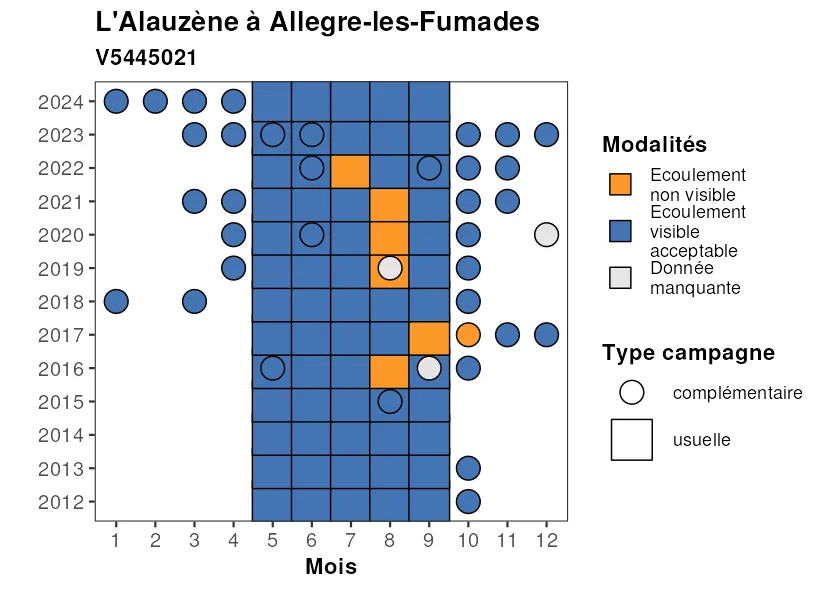 L'Alauzène à Allegre-les-Fumades
V5445021
2024
2023
2022
2021
2020
2019
2018
2017
2016
2015
2014
2013
2012
1 2 3 4 5 6 7 8 9 10 11 12
Mois
Modalités
Ecoulement
non visible
Ecoulement
visible
acceptable
Donnée
manquante
Type campagne
complémentaire
usuelle